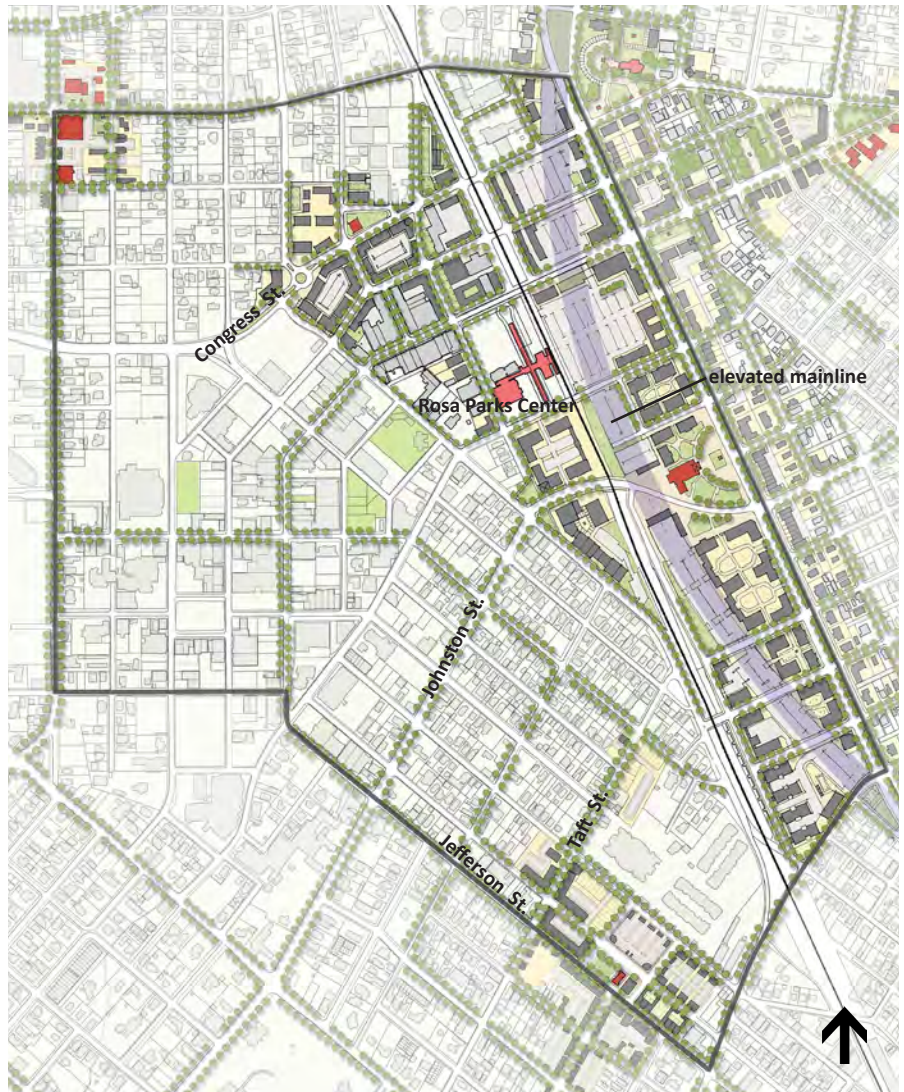 Congress St.
elevated mainline
Rosa Parks Center
Johnston St.
Taft St.
Jefferson St.